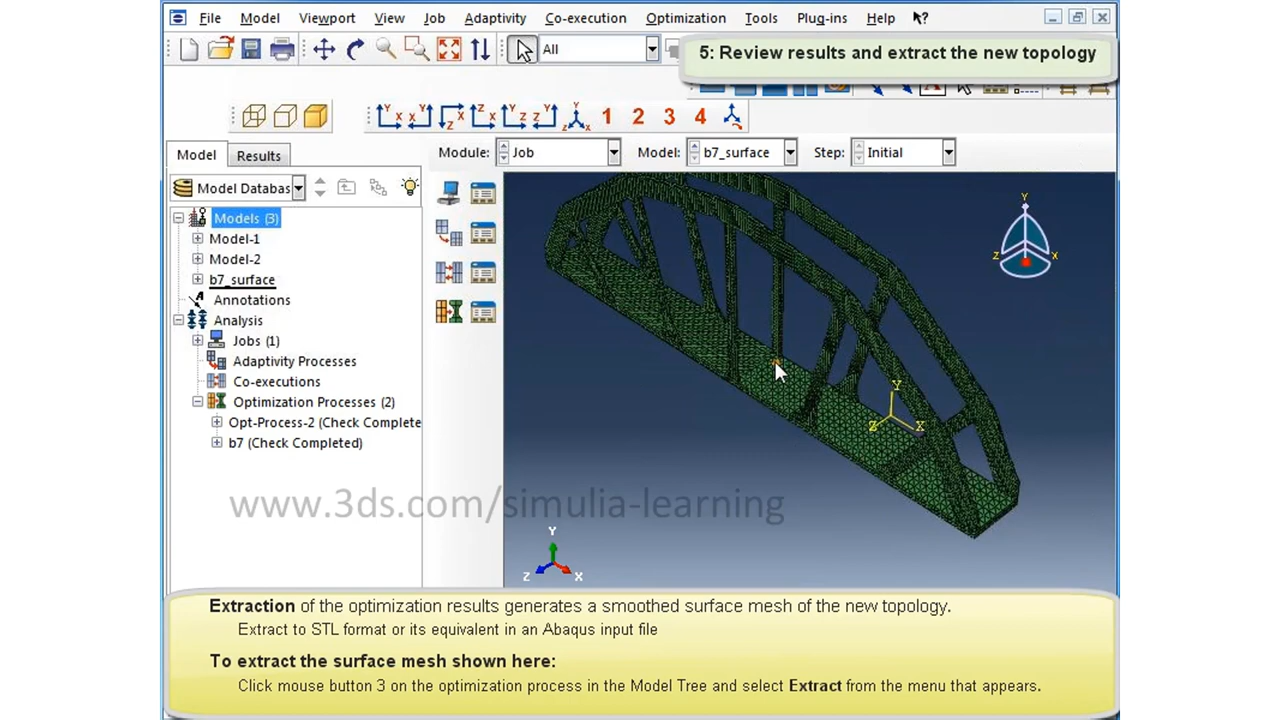 File Model Viewport View Job Adaptivity Co-execution Optimization Tools Plug-ins Help
All
5: Review results and extract the new topology
1 2 3 4
Model Results
Module: Job Model: b7_surface Step: Initial
Model Databas
Models (3)
Model-1
Model-2
b7_surface
Annotations
Analysis
Jobs (1)
Adaptivity Processes
Co-executions
Optimization Processes (2)
Opt-Process-2 (Check Complete
b7 (Check Completed)
Y
Z X
Y
Z X
www.3ds.com/simulia-learning
Y
Z X
Extraction of the optimization results generates a smoothed surface mesh of the new topology.
Extract to STL format or its equivalent in an Abaqus input file
To extract the surface mesh shown here:
Click mouse button 3 on the optimization process in the Model Tree and select Extract from the menu that appears.